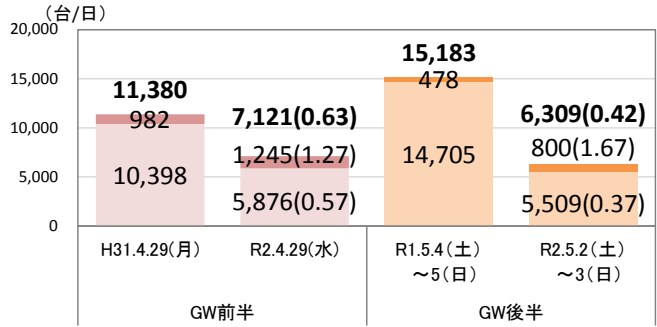 (台/日)
20,000
15,000
10,000
5,000
0
11,380
982
10,398
7,121(0.63)
1,245(1.27)
5,876(0.57)
15,183
478
14,705
6,309(0.42)
800(1.67)
5,509(0.37)
H31.4.29(月)
R2.4.29(水)
R1.5.4(土)
~5(日)
R2.5.2(土)
~3(日)
GW前半
GW後半